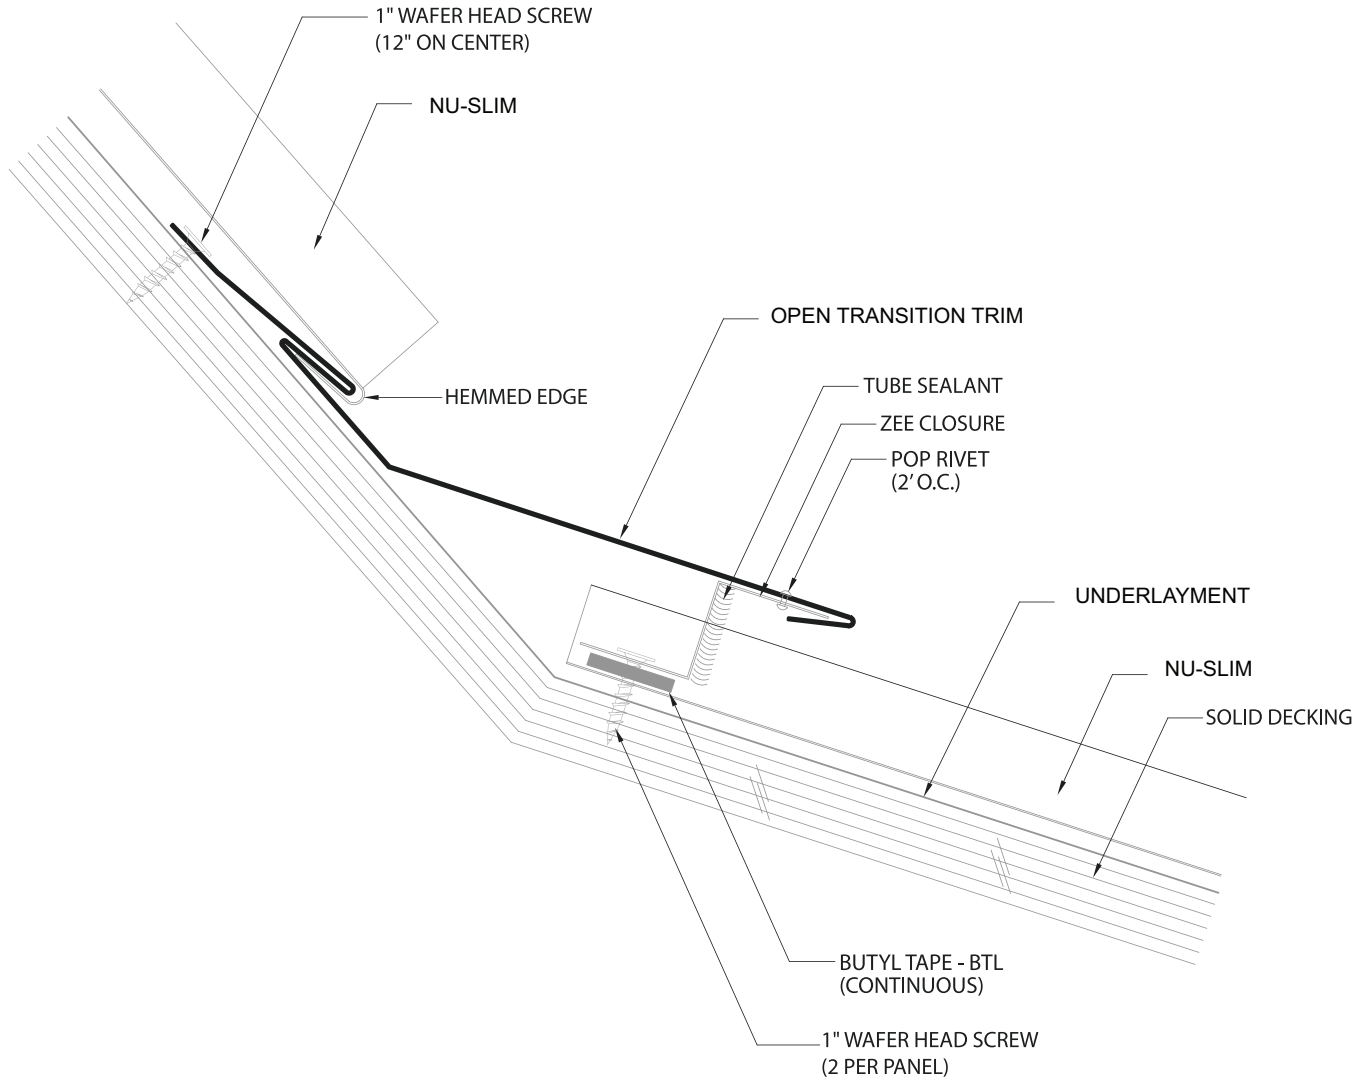 1" WAFER HEAD SCREW
(12" ON CENTER)
NU-SLIM
OPEN TRANSITION TRIM
HEMMED EDGE
TUBE SEALANT
ZEE CLOSURE
POP RIVET
(2' O.C.)
UNDERLAYMENT
NU-SLIM
SOLID DECKING
BUTYL TAPE - BTL
(CONTINUOUS)
1" WAFER HEAD SCREW
(2 PER PANEL)